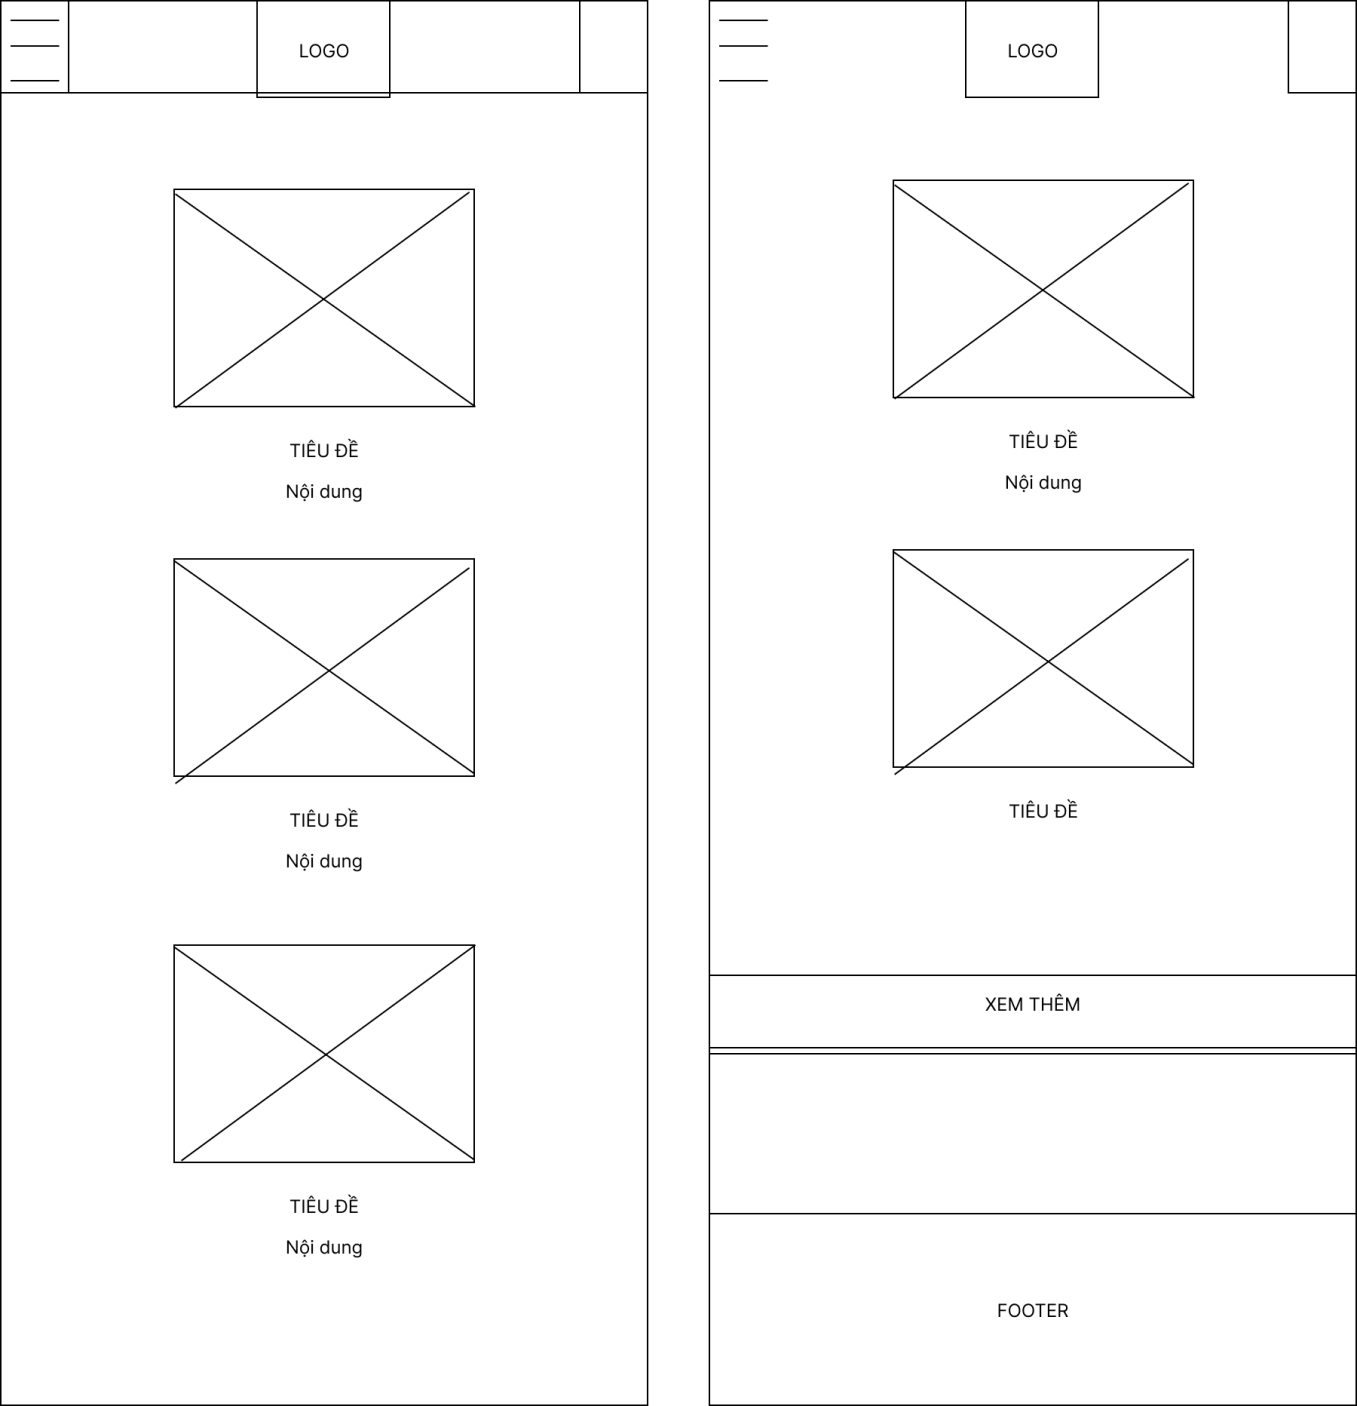 LOGO
TIÊU ĐỀ
Nội dung
TIÊU ĐỀ
Nội dung
TIÊU ĐỀ
Nội dung
LOGO
TIÊU ĐỀ
Nội dung
TIÊU ĐỀ
XEM THÊM
FOOTER